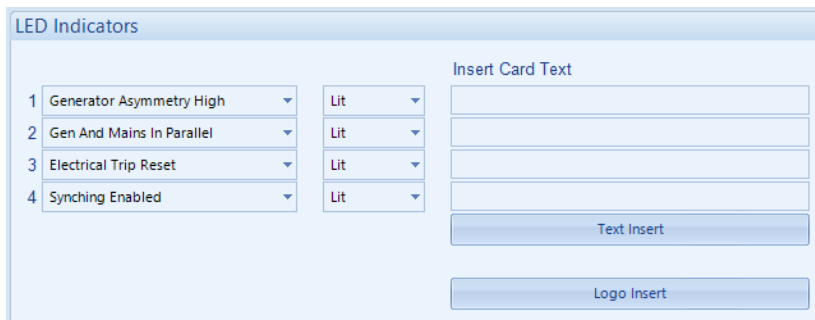 LED Indicators
Insert Card Text
1 Generator Asymmetry High Lit
2 Gen And Mains In Parallel Lit
3 Electrical Trip Reset Lit
4 Synching Enabled Lit
Text Insert
Logo Insert